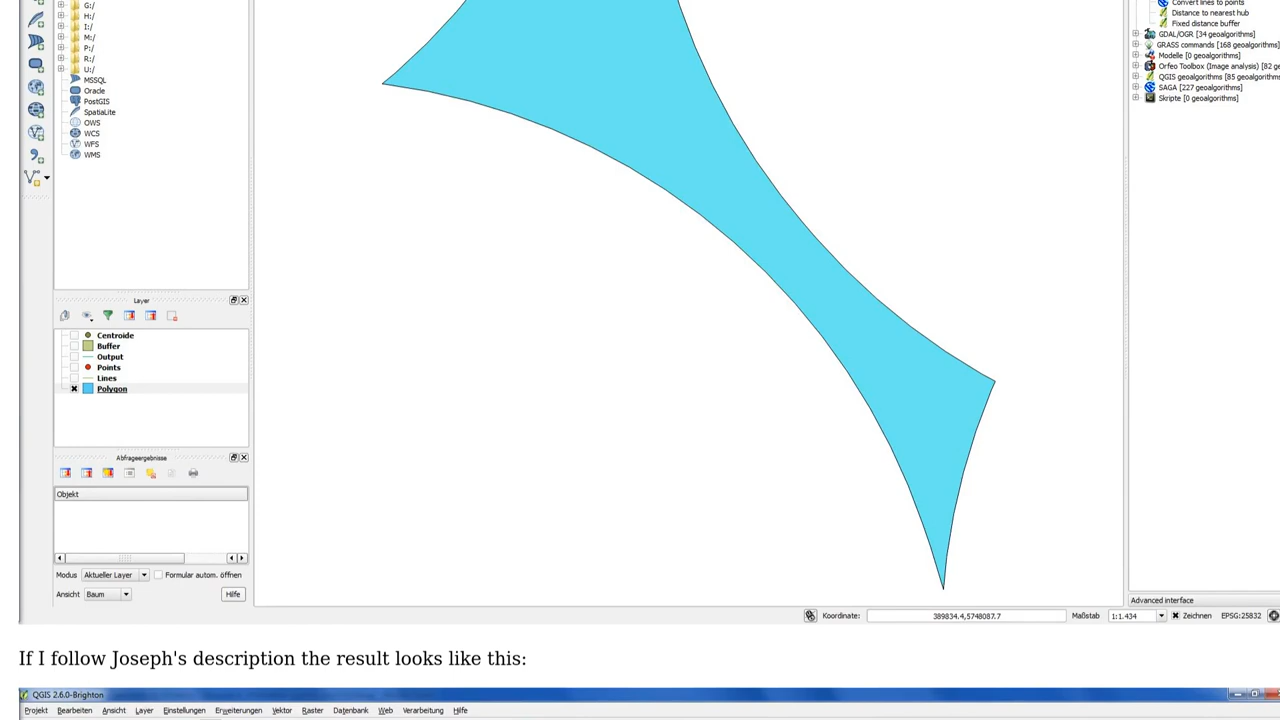 G:/
H:/
I:/
M:/
P:/
R:/
U:/
MSSQL
Oracle
PostGIS
SpatiaLite
OWS
WCS
WFS
WMS
Layer
Centroide
Buffer
Output
Points
Lines
Polygon
Abfrageergebnisse
Objekt
Modus Aktueller Layer Formular autom. öffnen
Ansicht Baum Hilfe
Convert lines to points
Distance to nearest hub
Fixed distance buffer
GDAL/OGR [34 geoalgorithms]
GRASS commands [168 geoalgorithms]
Modelle [0 geoalgorithms]
Orfeo Toolbox (Image analysis) [82 ge
QGIS geoalgorithms [85 geoalgorithms]
SAGA [227 geoalgorithms]
Skripte [0 geoalgorithms]
Advanced interface
Koordinate: 389834.4,5748087.7 Maßstab 1:1.434 Zeichnen EPSG:25832
If I follow Joseph's description the result looks like this:
QGIS 2.6.0-Brighton
Projekt Bearbeiten Ansicht Layer Einstellungen Erweiterungen Vektor Raster Datenbank Web Verarbeitung Hilfe